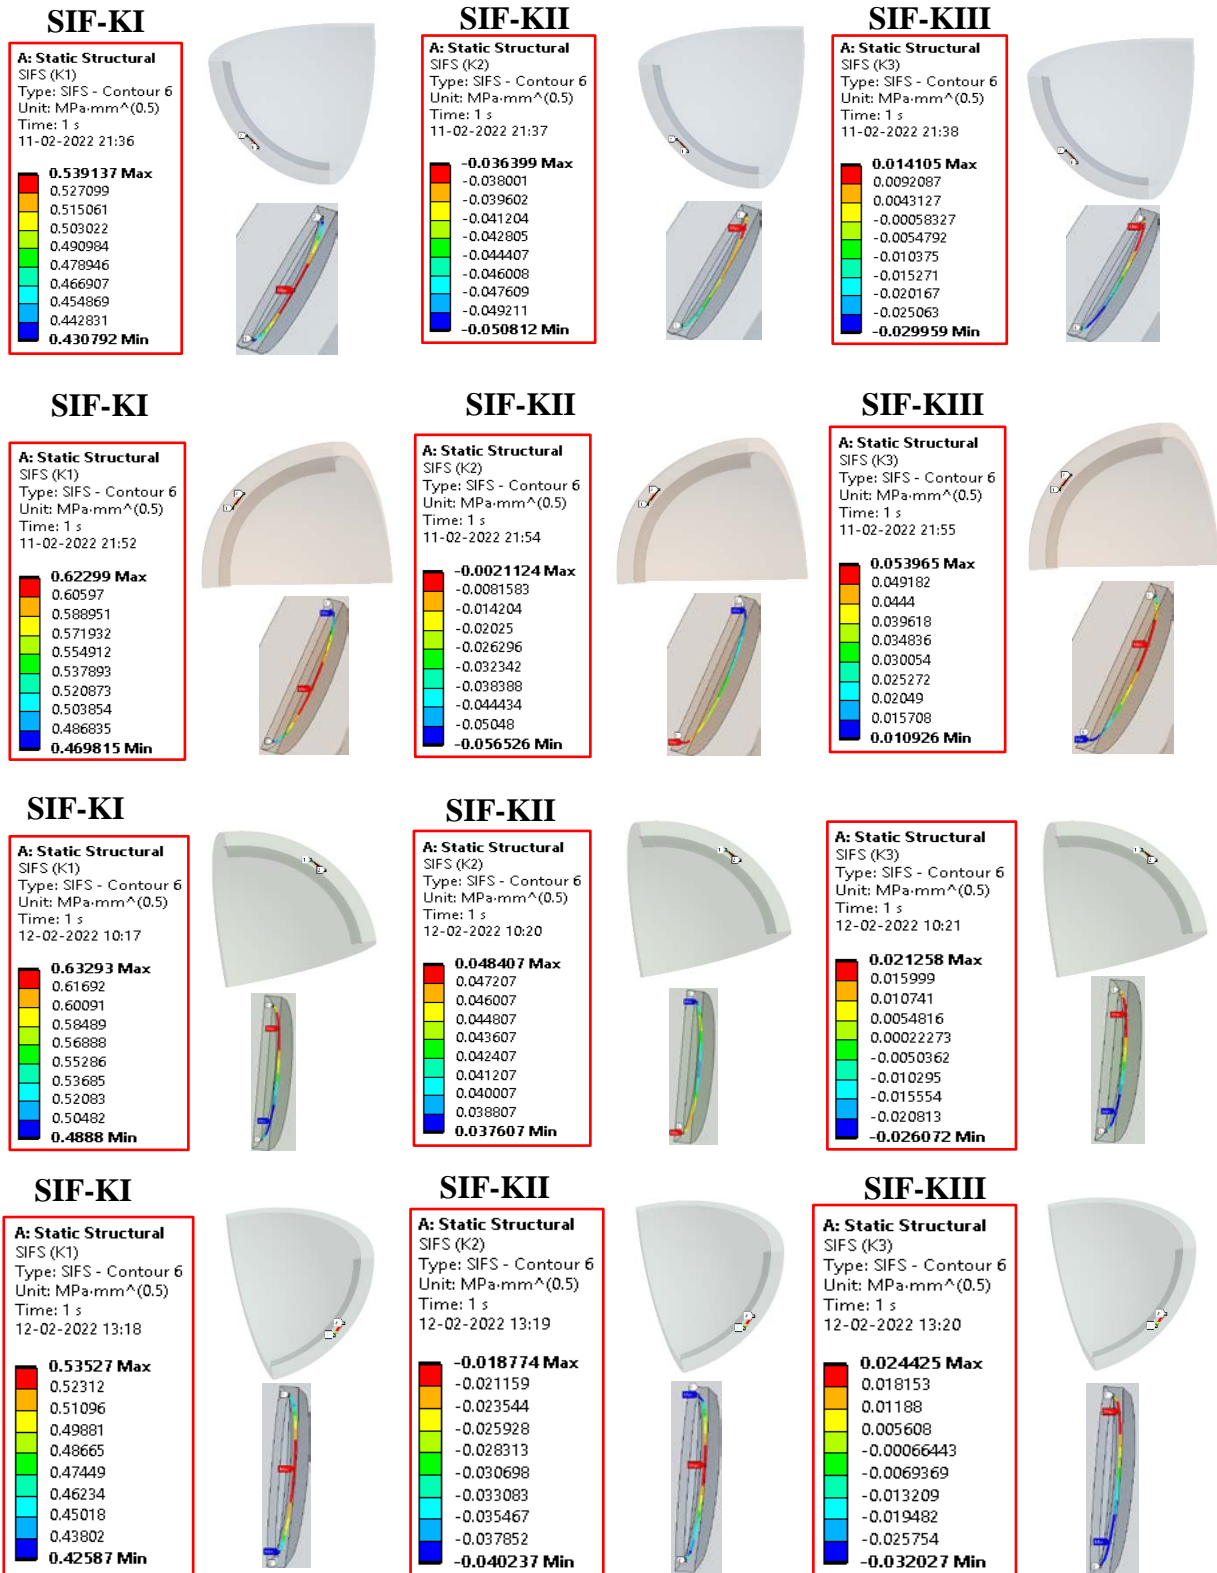 SIF-KI
A: Static Structural
SIFS (K1)
Type: SIFS - Contour 6
Unit: MPa·mm^(0.5)
Time: 1 s
11-02-2022 21:36
0.539137 Max
0.527099
0.515061
0.503022
0.490984
0.478946
0.466907
0.454869
0.442831
0.430792 Min
SIF-KII
A: Static Structural
SIFS (K2)
Type: SIFS - Contour 6
Unit: MPa·mm^(0.5)
Time: 1 s
11-02-2022 21:37
-0.036399 Max
-0.038001
-0.039602
-0.041204
-0.042805
-0.044407
-0.046008
-0.047609
-0.049211
-0.050812 Min
SIF-KIII
A: Static Structural
SIFS (K3)
Type: SIFS - Contour 6
Unit: MPa·mm^(0.5)
Time: 1 s
11-02-2022 21:38
0.014105 Max
0.0092087
0.0043127
-0.00058327
-0.0054792
-0.010375
-0.015271
-0.020167
-0.025063
-0.029959 Min
SIF-KI
A: Static Structural
SIFS (K1)
Type: SIFS - Contour 6
Unit: MPa·mm^(0.5)
Time: 1 s
11-02-2022 21:52
0.62299 Max
0.60597
0.588951
0.571932
0.554912
0.537893
0.520873
0.503854
0.486835
0.469815 Min
SIF-KII
A: Static Structural
SIFS (K2)
Type: SIFS - Contour 6
Unit: MPa·mm^(0.5)
Time: 1 s
11-02-2022 21:54
-0.0021124 Max
-0.0081583
-0.014204
-0.02025
-0.026296
-0.032342
-0.038388
-0.044434
-0.05048
-0.056526 Min
SIF-KIII
A: Static Structural
SIFS (K3)
Type: SIFS - Contour 6
Unit: MPa·mm^(0.5)
Time: 1 s
11-02-2022 21:55
0.053965 Max
0.049182
0.0444
0.039618
0.034836
0.030054
0.025272
0.02049
0.015708
0.010926 Min
SIF-KI
A: Static Structural
SIFS (K1)
Type: SIFS - Contour 6
Unit: MPa·mm^(0.5)
Time: 1 s
12-02-2022 10:17
0.63293 Max
0.61692
0.60091
0.58489
0.56888
0.55286
0.53685
0.52083
0.50482
0.4888 Min
SIF-KII
A: Static Structural
SIFS (K2)
Type: SIFS - Contour 6
Unit: MPa·mm^(0.5)
Time: 1 s
12-02-2022 10:20
0.048407 Max
0.047207
0.046007
0.044807
0.043607
0.042407
0.041207
0.040007
0.038807
0.037607 Min
A: Static Structural
SIFS (K3)
Type: SIFS - Contour 6
Unit: MPa·mm^(0.5)
Time: 1 s
12-02-2022 10:21
0.021258 Max
0.015999
0.010741
0.0054816
0.00022273
-0.0050362
-0.010295
-0.015554
-0.020813
-0.026072 Min
SIF-KI
A: Static Structural
SIFS (K1)
Type: SIFS - Contour 6
Unit: MPa·mm^(0.5)
Time: 1 s
12-02-2022 13:18
0.53527 Max
0.52312
0.51096
0.49881
0.48665
0.47449
0.46234
0.45018
0.43802
0.42587 Min
SIF-KII
A: Static Structural
SIFS (K2)
Type: SIFS - Contour 6
Unit: MPa·mm^(0.5)
Time: 1 s
12-02-2022 13:19
-0.018774 Max
-0.021159
-0.023544
-0.025928
-0.028313
-0.030698
-0.033083
-0.035467
-0.037852
-0.040237 Min
SIF-KIII
A: Static Structural
SIFS (K3)
Type: SIFS - Contour 6
Unit: MPa·mm^(0.5)
Time: 1 s
12-02-2022 13:20
0.024425 Max
0.018153
0.01188
0.005608
-0.00066443
-0.0069369
-0.013209
-0.019482
-0.025754
-0.032027 Min